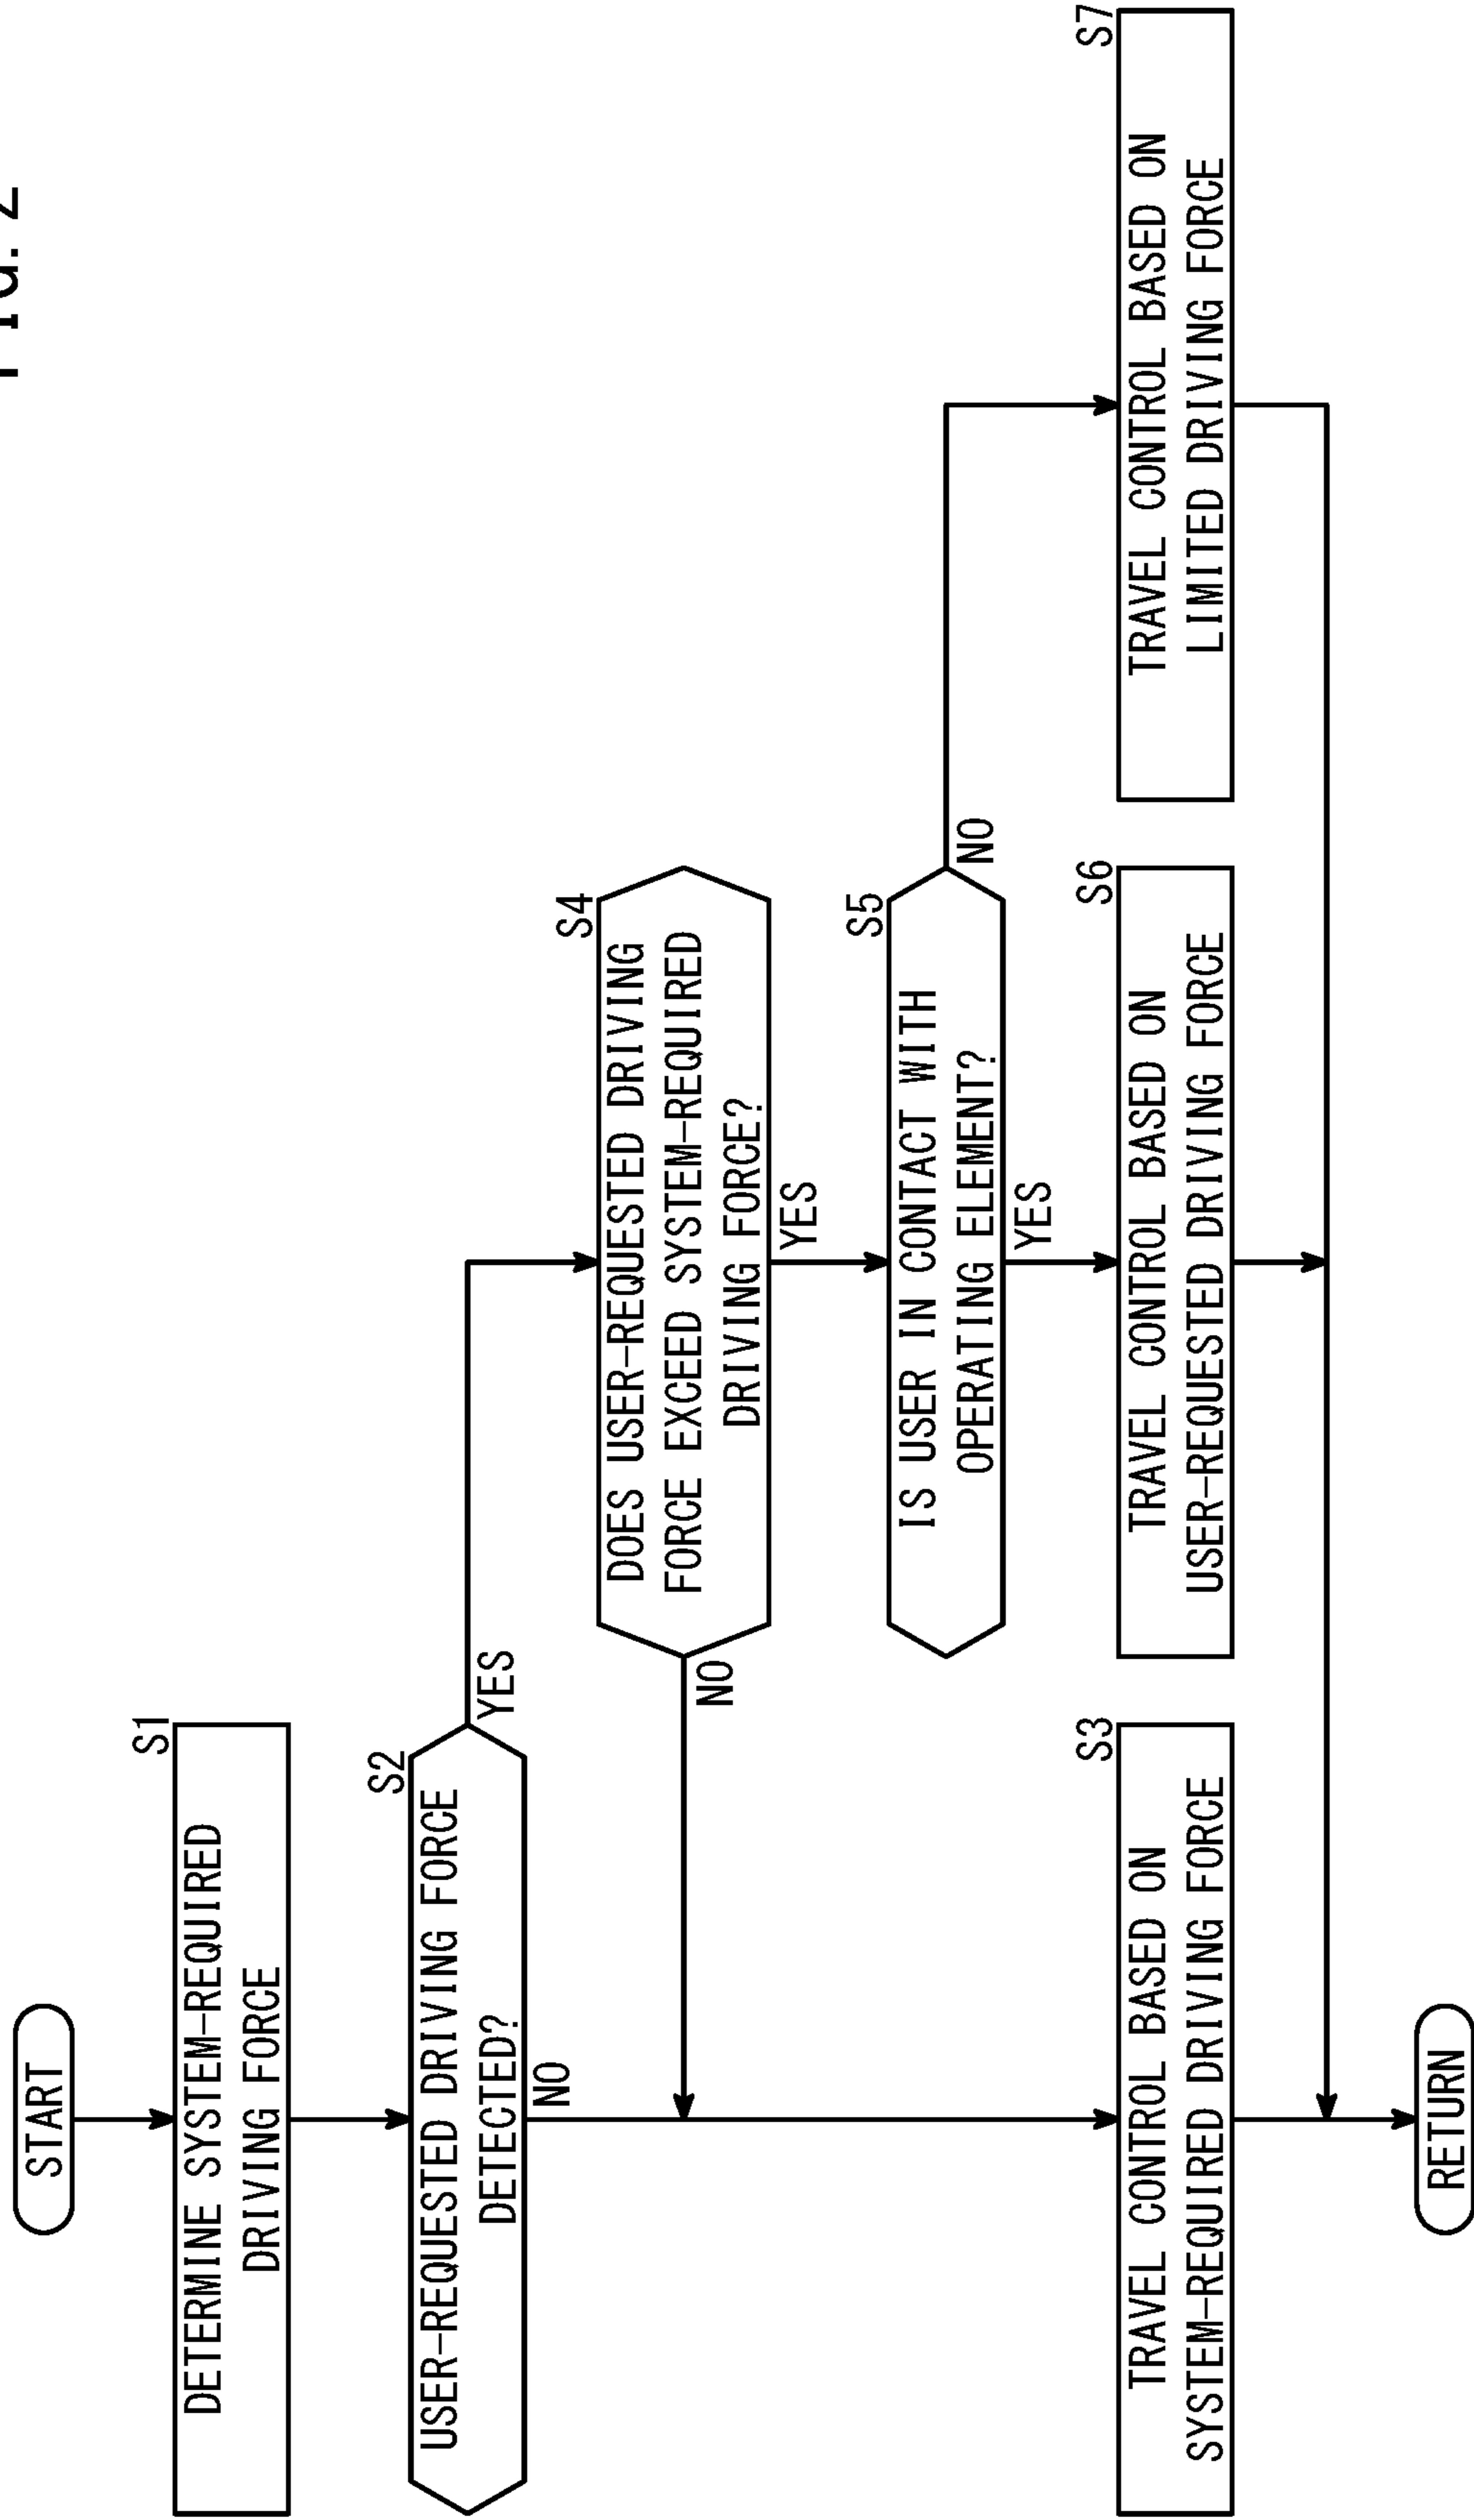 START
S1
DETERMINE SYSTEM-REQUIRED
DRIVING FORCE
S2
USER-REQUESTED DRIVING FORCE
DETECTED?
YES
NO
S4
DOES USER-REQUESTED DRIVING
FORCE EXCEED SYSTEM-REQUIRED
DRIVING FORCE?
NO
YES
S5
IS USER IN CONTACT WITH
OPERATING ELEMENT?
NO
YES
S3
TRAVEL CONTROL BASED ON
SYSTEM-REQUIRED DRIVING FORCE
S6
TRAVEL CONTROL BASED ON
USER-REQUESTED DRIVING FORCE
S7
TRAVEL CONTROL BASED ON
LIMITED DRIVING FORCE
RETURN